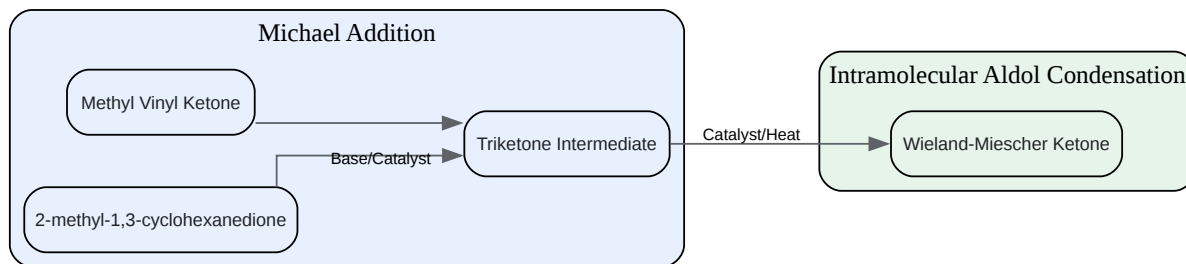 Michael Addition
Methyl Vinyl Ketone
Base/Catalyst
2-methyl-1,3-cyclohexanedione
Triketone Intermediate
Catalyst/Heat
Intramolecular Aldol Condensation
Wieland-Miescher Ketone